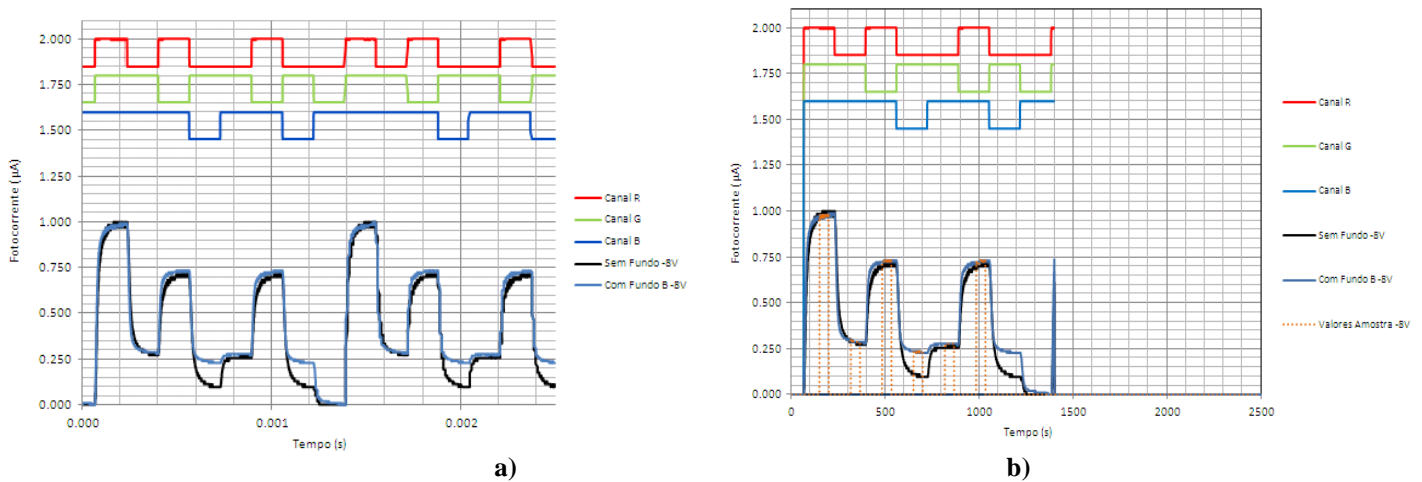 2.000
1.750
1.500
1.250
1.000
0.750
0.500
0.250
0.000
Fotocorrente (µA)
0.000
0.001
0.002
Tempo (s)
Canal R
Canal G
Canal B
Sem Fundo -8V
Com Fundo B -8V
a)
2.000
1.750
1.500
1.250
1.000
0.750
0.500
0.250
0.000
Fotocorrente (µA)
0
500
1000
1500
2000
2500
Tempo (s)
Canal R
Canal G
Canal B
Sem Fundo -8V
Com Fundo B -8V
Valores Amostra -8V
b)